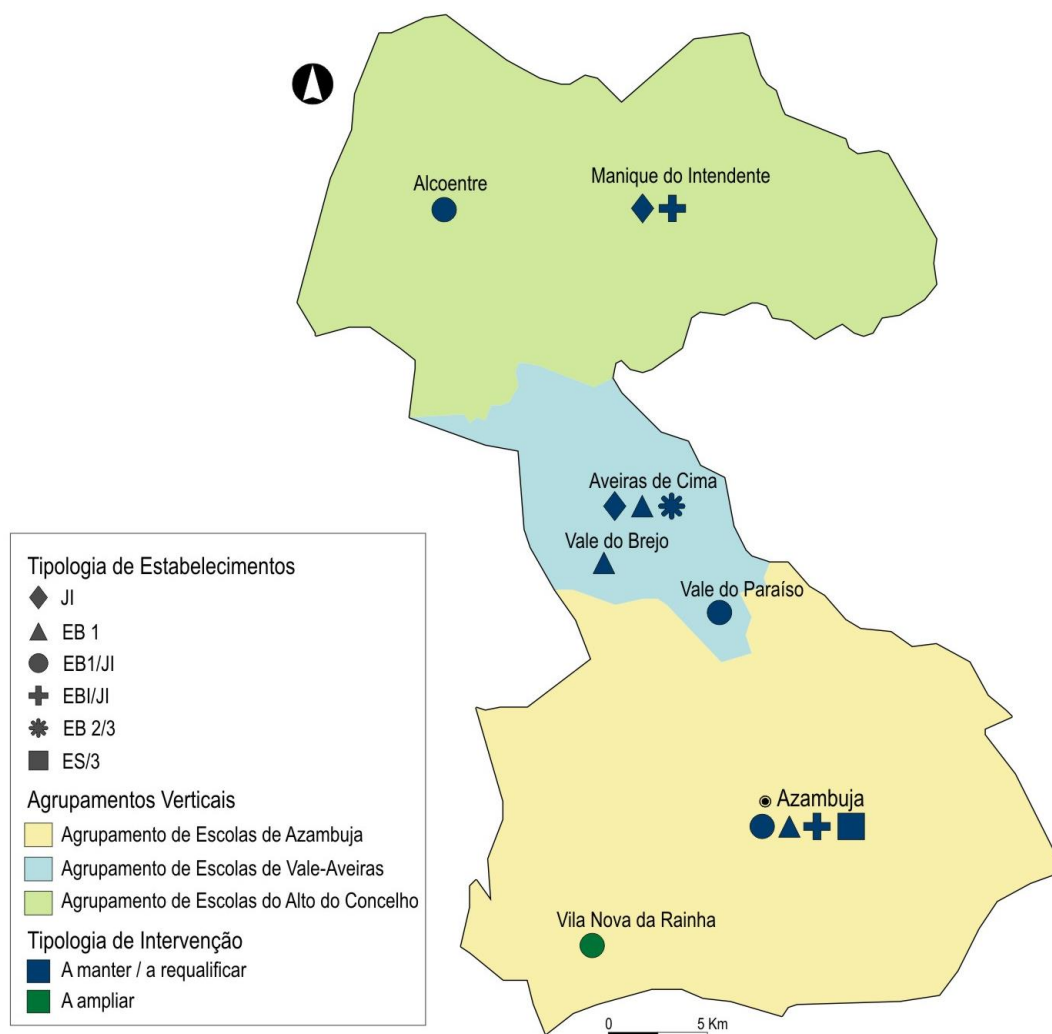 Alcoentre
Manique do Intendente
Aveiras de Cima
Vale do Brejo
Vale do Paraíso
Azambuja
Vila Nova da Rainha
Tipologia de Estabelecimentos
JI
EB 1
EB1/JI
EBI/JI
EB 2/3
ES/3
Agrupamentos Verticais
Agrupamento de Escolas de Azambuja
Agrupamento de Escolas de Vale-Aveiras
Agrupamento de Escolas do Alto do Concelho
Tipologia de Intervenção
A manter / a requalificar
A ampliar
0 5 Km